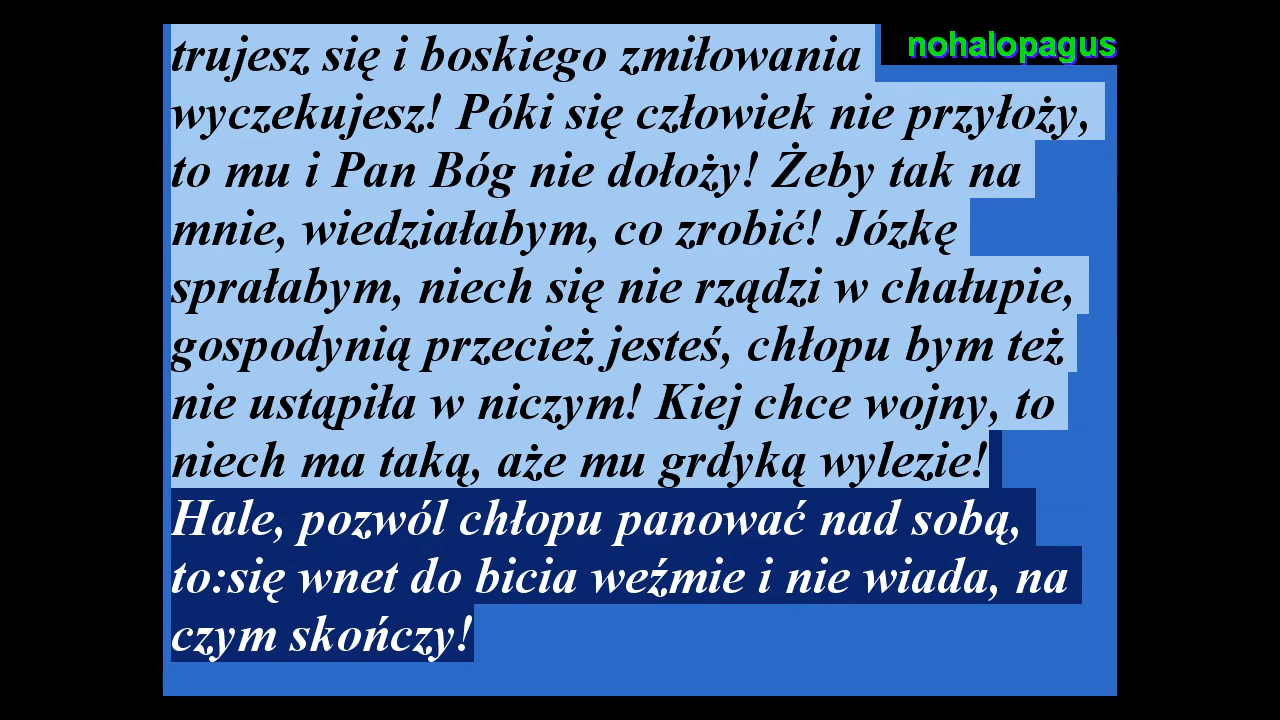 nohalopagus
trujesz się i boskiego zmiłowania
wyczekujesz! Póki się człowiek nie przyłoży,
to mu i Pan Bóg nie dołoży! Żeby tak na
mnie, wiedziałabym, co zrobić! Józkę
sprałabym, niech się nie rządzi w chałupie,
gospodynią przecież jesteś, chłopu bym też
nie ustąpiła w niczym! Kiej chce wojny, to
niech ma taką, aże mu grdyką wylezie!
Hale, pozwól chłopu panować nad sobą,
to:się wnet do bicia weźmie i nie wiada, na
czym skończy!